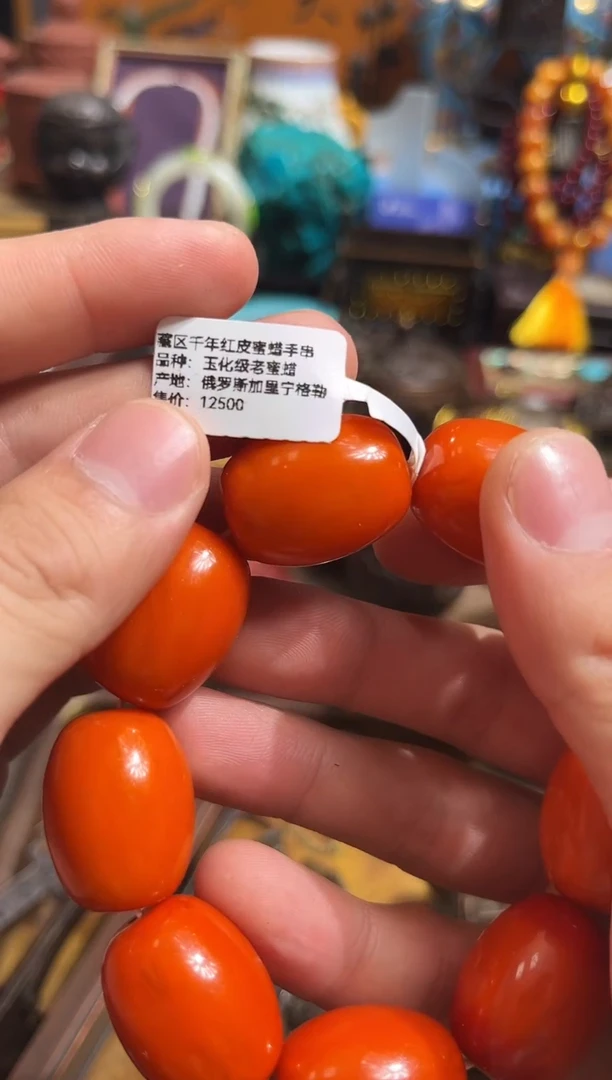 藏区千年红皮蜜蜡手串
品种：玉化级老蜜蜡
产地：俄罗斯加里宁格勒
售价：12500